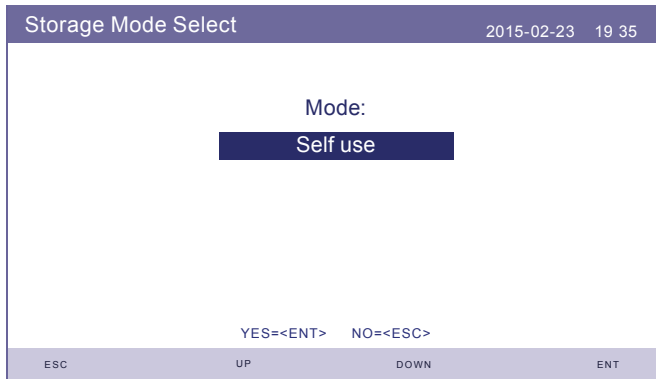 Storage Mode Select 2015-02-23 19 35
Mode:
Self use
YES=<ENT> NO=<ESC>
ESC UP DOWN ENT